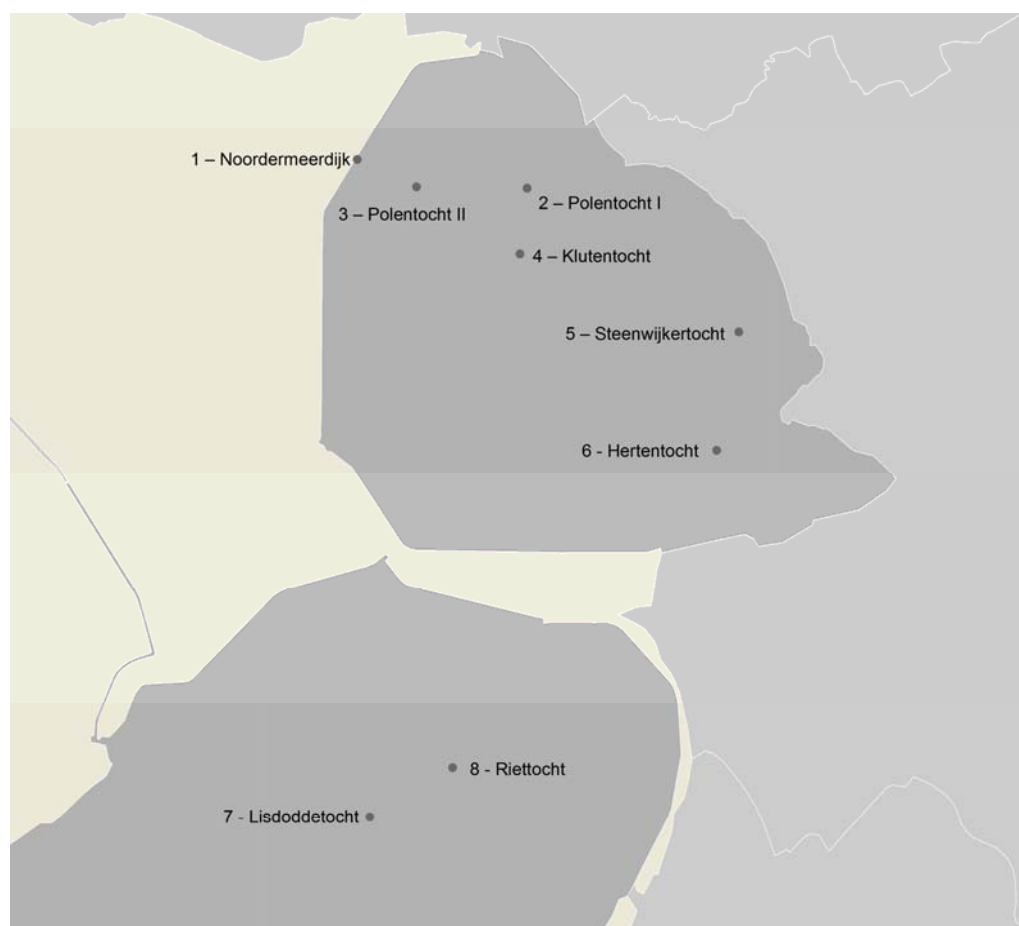 1 – Noordermeerdijk
3 – Polentocht II
2 – Polentocht I
4 – Klutentocht
5 – Steenwijkertocht
6 - Hertentocht
8 - Riettocht
7 - Lisdoddetocht